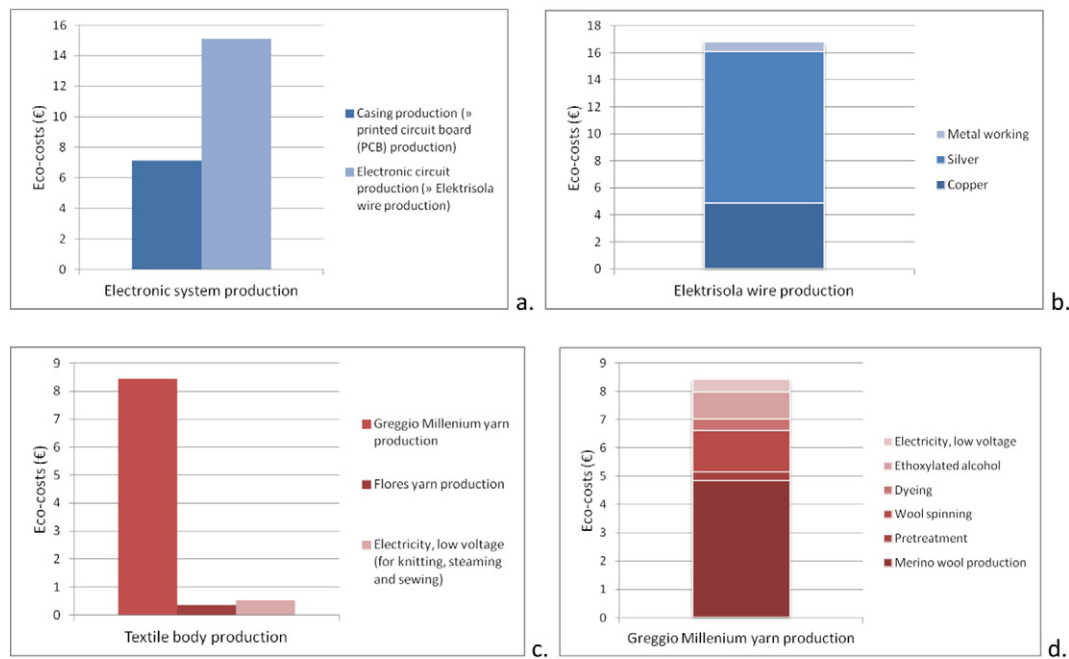 16
14
12
10
8
6
4
2
0
Eco-costs (€)
Electronic system production
Casing production (»
printed circuit board
(PCB) production)
Electronic circuit
production (» Elektrisola
wire production)
a.
18
16
14
12
10
8
6
4
2
0
Eco-costs (€)
Elektrisola wire production
Metal working
Silver
Copper
b.
9
8
7
6
5
4
3
2
1
0
Eco-costs (€)
Textile body production
Greggio Millenium yarn
production
Flores yarn production
Electricity, low voltage
(for knitting, steaming
and sewing)
c.
9
8
7
6
5
4
3
2
1
0
Eco-costs (€)
Greggio Millenium yarn production
Electricity, low voltage
Ethoxylated alcohol
Dyeing
Wool spinning
Pretreatment
Merino wool production
d.